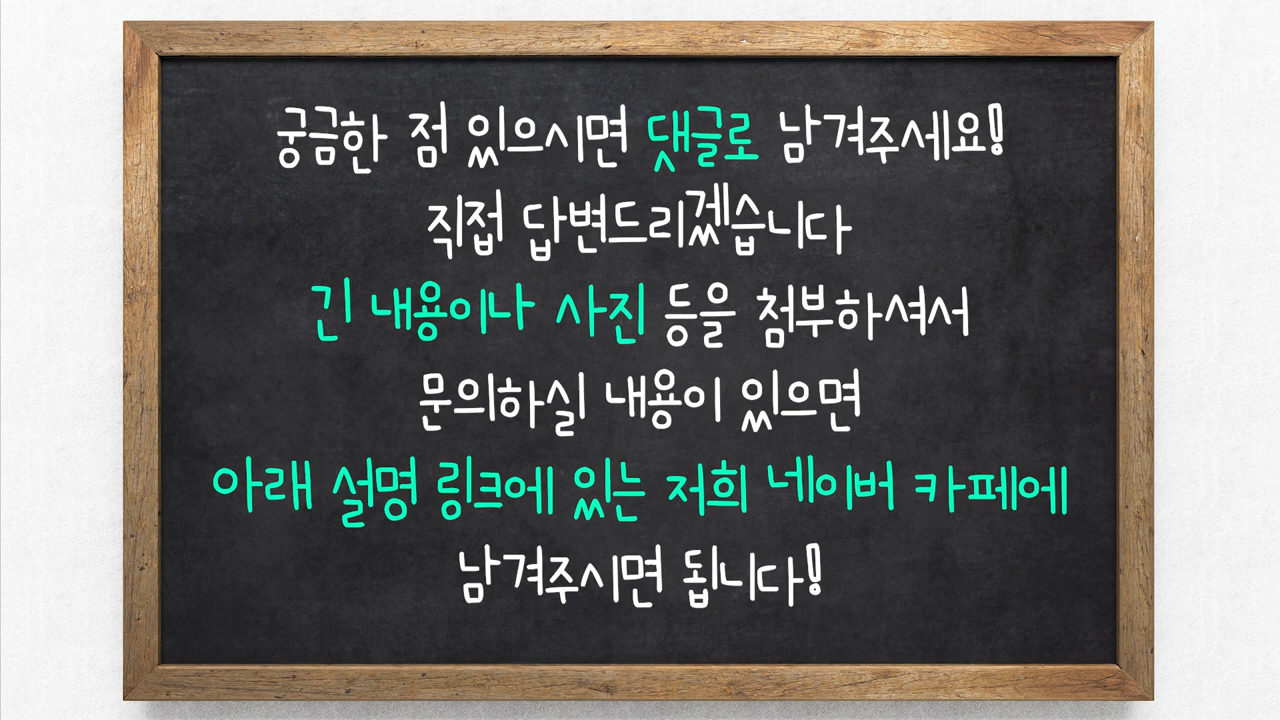 궁금한 점 있으시면 댓글로 남겨주세요!
직접 답변드리겠습니다
긴 내용이나 사진 등을 첨부하셔서
문의하실 내용이 있으면
아래 설명 링크에 있는 저희 네이버 카페에
남겨주시면 됩니다!